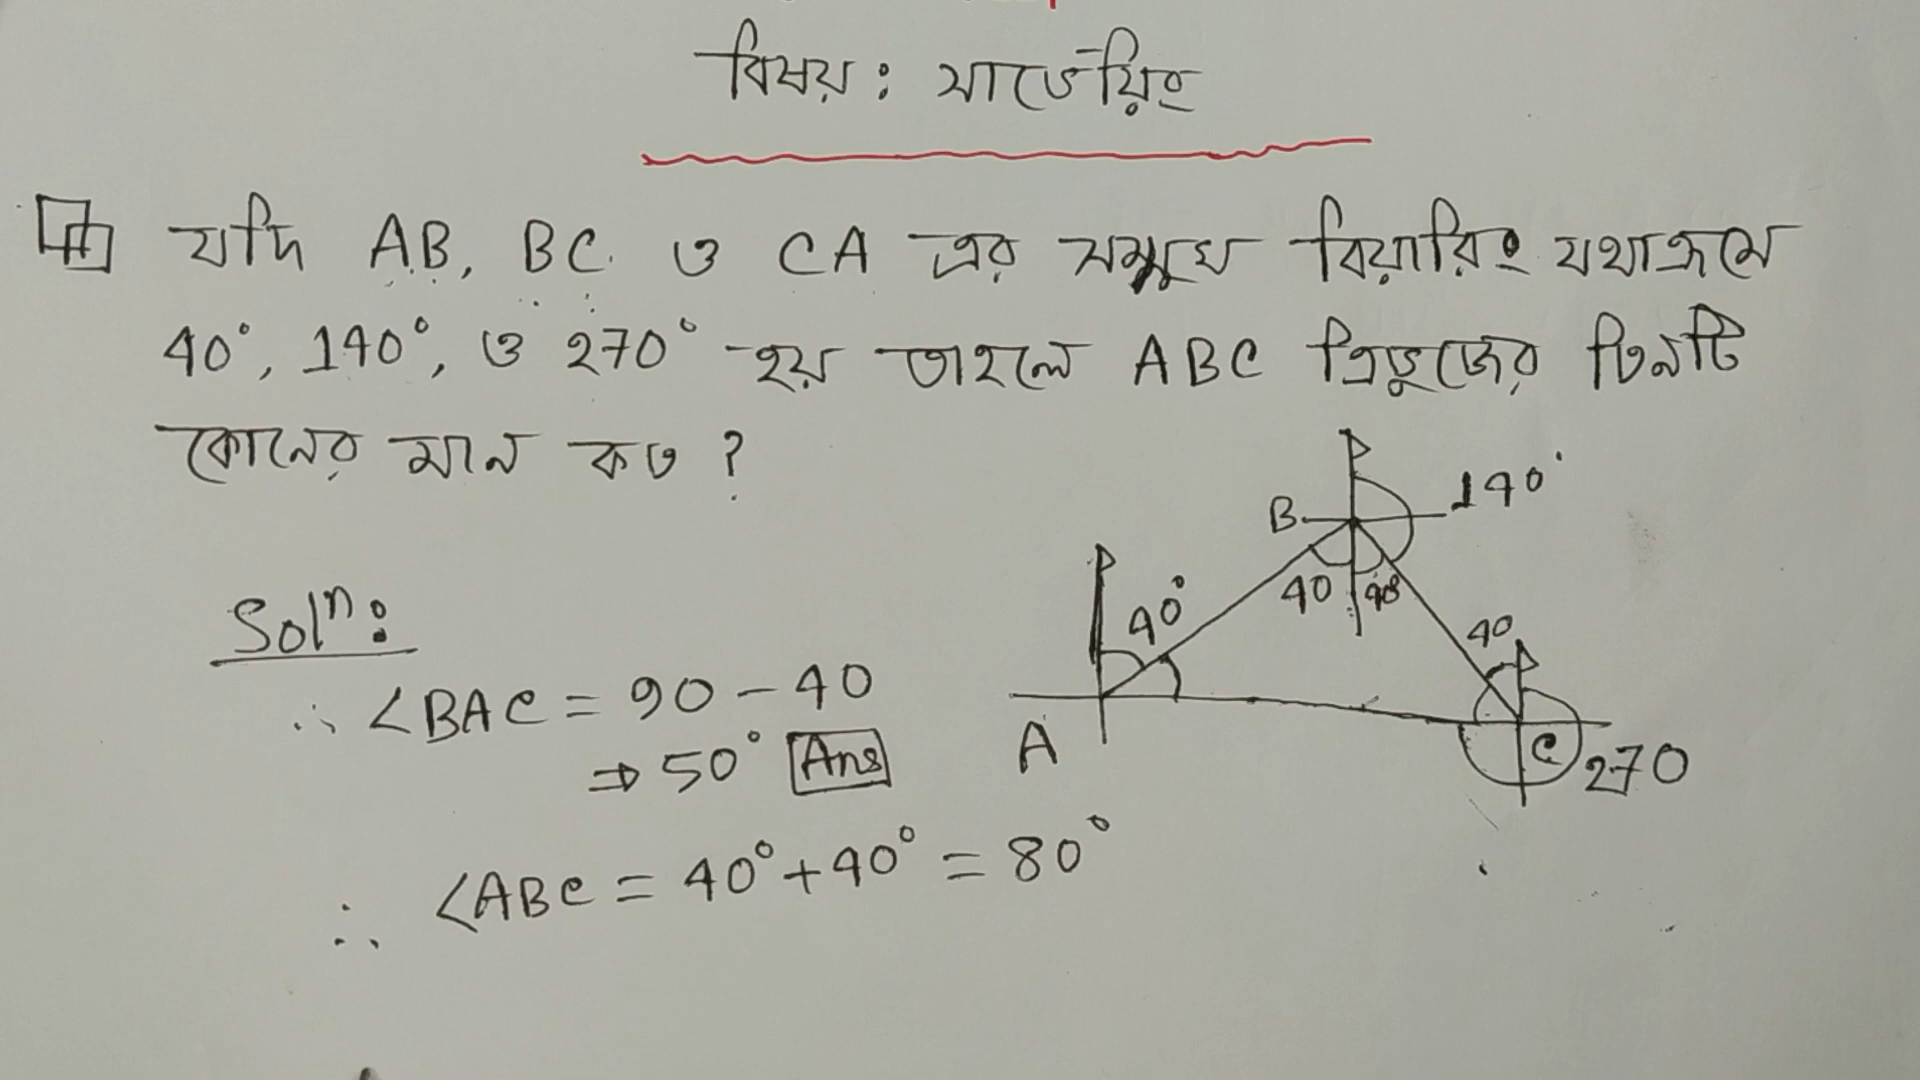 বিষয় : সার্ভেয়িং
যদি AB, BC ও CA এর সম্মুখ বিয়ারিং যথাক্রমে
40°, 140°, ও 270° হয় তাহলে ABC ত্রিভুজের তিনটি
কোনের মান কত ?
B
140°
40°
40
40
40
A
C
270
Solⁿ:
∴ <BAC = 90 - 40
⇒ 50° Ans
∴ <ABC = 40° + 40° = 80°